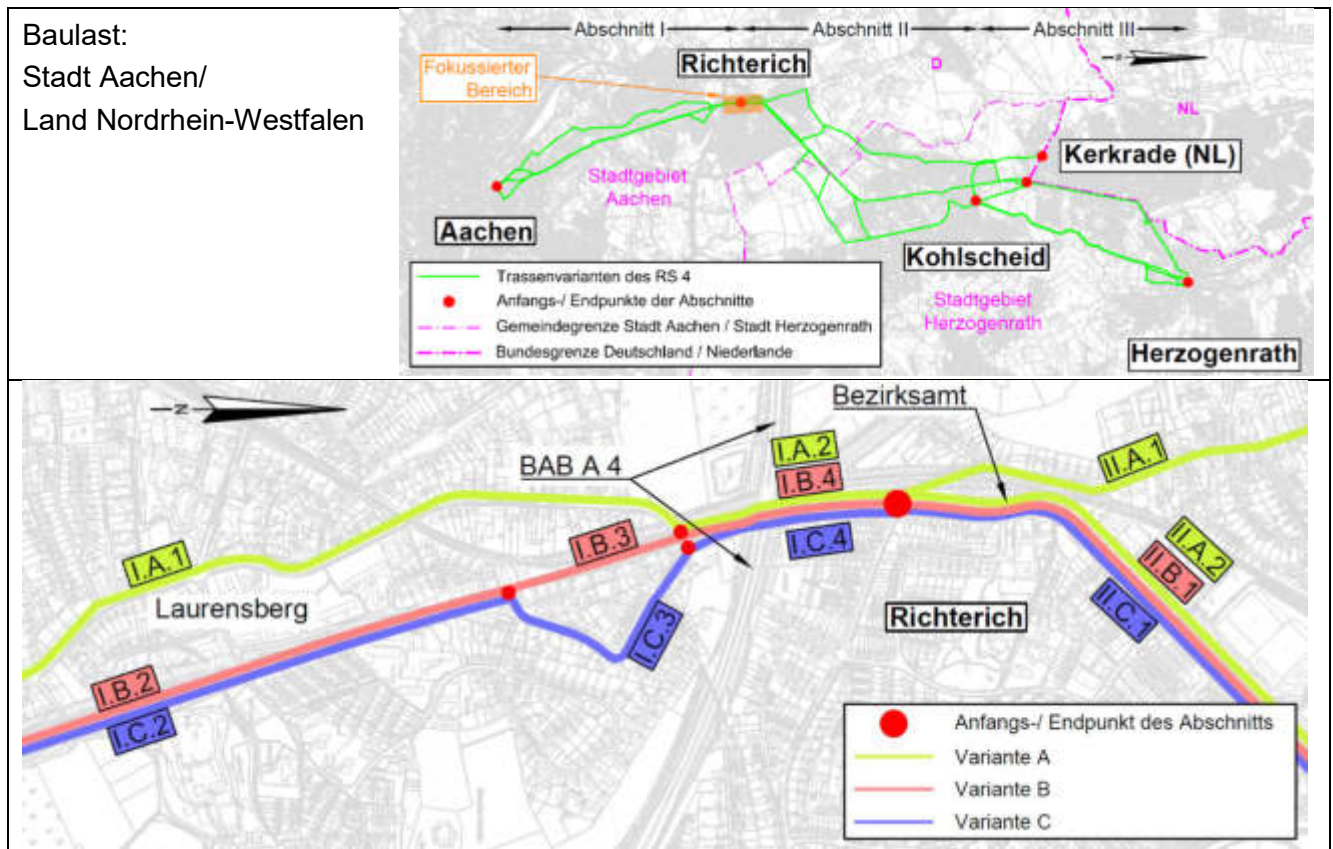 Baulast:
Stadt Aachen/
Land Nordrhein-Westfalen
Abschnitt I
Abschnitt II
Abschnitt III
Fokussierter
Bereich
Richterich
D
N
NL
Kerkrade (NL)
Stadtgebiet
Aachen
Aachen
Kohlscheid
Stadtgebiet
Herzogenrath
Herzogenrath
Trassenvarianten des RS 4
Anfangs-/ Endpunkte der Abschnitte
Gemeindegrenze Stadt Aachen / Stadt Herzogenrath
Bundesgrenze Deutschland / Niederlande
N
Bezirksamt
BAB A 4
I.A.2
I.B.4
II.A.1
I.B.3
I.C.4
I.A.1
Laurensberg
II.A.2
II.B.1
II.C.1
Richterich
I.C.3
I.B.2
I.C.2
Anfangs-/ Endpunkt des Abschnitts
Variante A
Variante B
Variante C